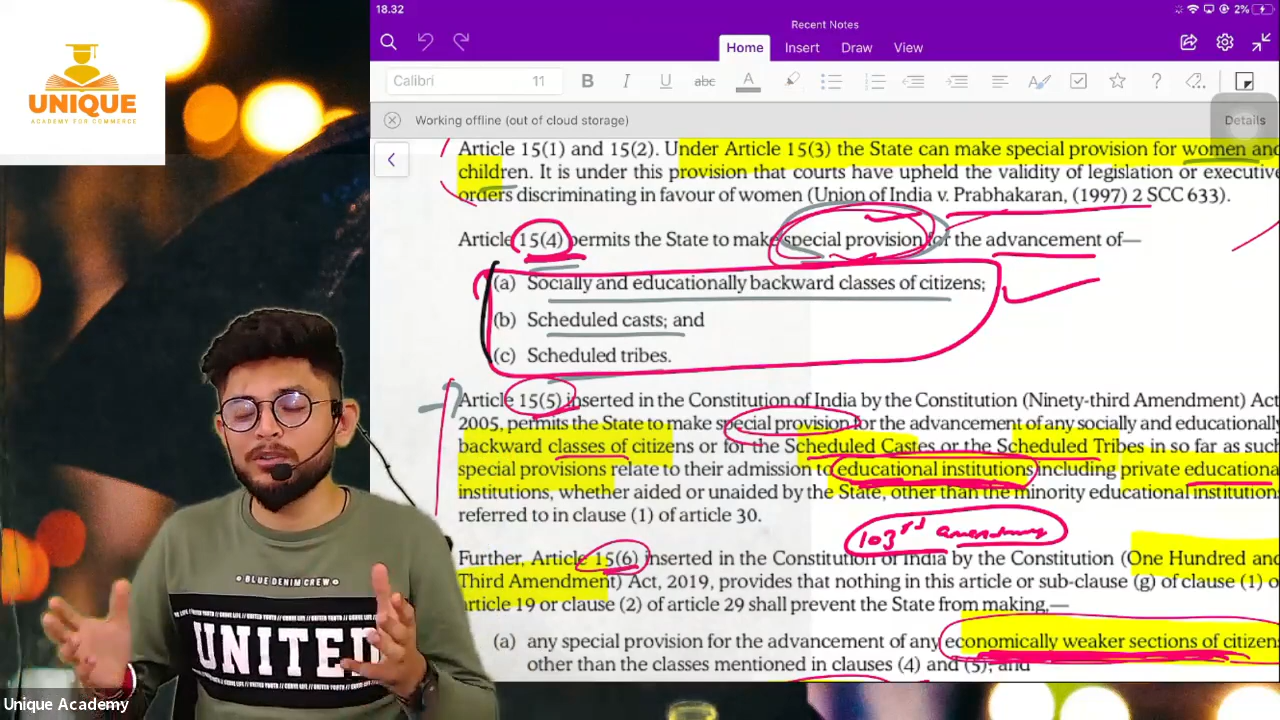 18.32
2%
Recent Notes
Home Insert Draw View
UNIQUE
ACADEMY FOR COMMERCE
Calibri 11 B I U abc A
Working offline (out of cloud storage) Details
Article 15(1) and 15(2). Under Article 15(3) the State can make special provision for women and
children. It is under this provision that courts have upheld the validity of legislation or executive
orders discriminating in favour of women (Union of India v. Prabhakaran, (1997) 2 SCC 633).
Article 15(4) permits the State to make special provision for the advancement of—
(a) Socially and educationally backward classes of citizens;
(b) Scheduled casts; and
(c) Scheduled tribes.
Article 15(5) inserted in the Constitution of India by the Constitution (Ninety-third Amendment) Act
2005, permits the State to make special provision for the advancement of any socially and educationally
backward classes of citizens or for the Scheduled Castes or the Scheduled Tribes in so far as such
special provisions relate to their admission to educational institutions including private educationa
institutions, whether aided or unaided by the State, other than the minority educational institution
referred to in clause (1) of article 30.
103rd amendment
Further, Article 15(6) inserted in the Constitution of India by the Constitution (One Hundred and
Third Amendment) Act, 2019, provides that nothing in this article or sub-clause (g) of clause (1) o
article 19 or clause (2) of article 29 shall prevent the State from making,—
(a) any special provision for the advancement of any economically weaker sections of citizen
other than the classes mentioned in clauses (4) and (5); and
BLUE DENIM CREW
UNITED
Unique Academy